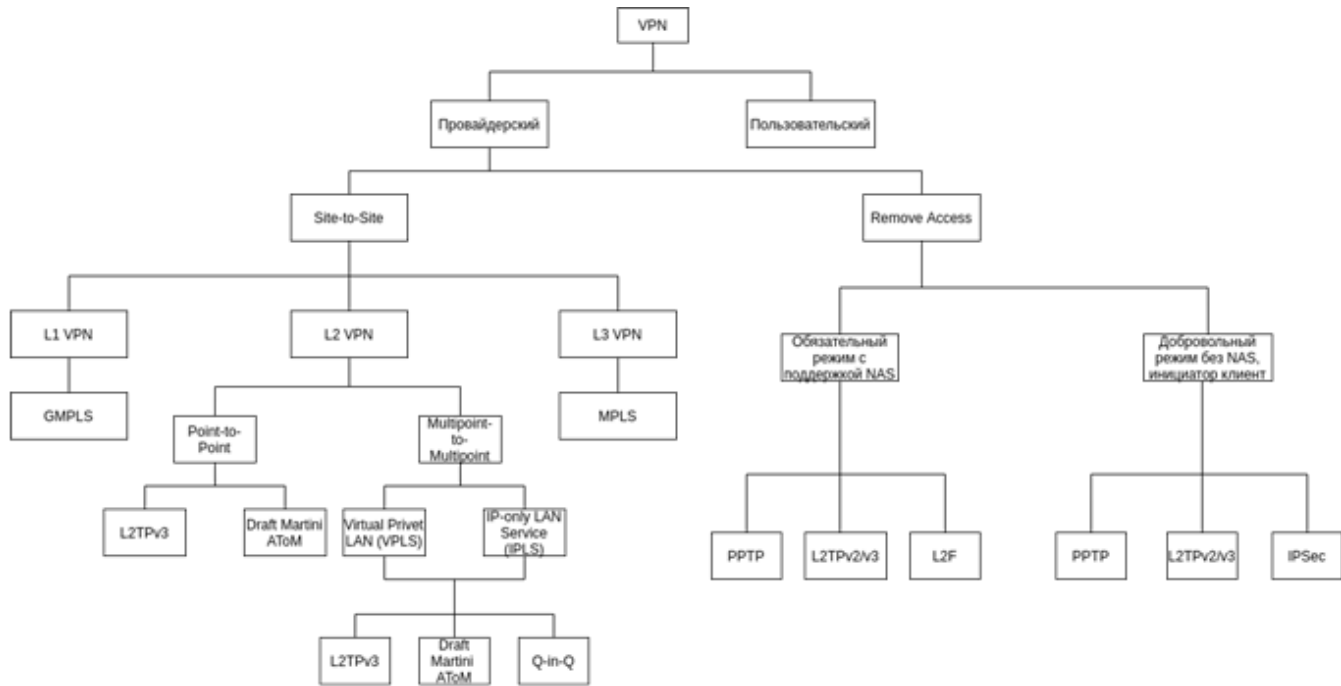 VPN
Провайдерский
Пользовательский
Site-to-Site
Remove Access
L1 VPN
L2 VPN
L3 VPN
Обязательный
режим с
поддержкой NAS
Добровольный
режим без NAS,
инициатор клиент
GMPLS
MPLS
Point-to-
Point
Multipoint-
to-
Multipoint
L2TPv3
Draft Martini
AToM
Virtual Privet
LAN (VPLS)
IP-only LAN
Service
(IPLS)
PPTP
L2TPv2/v3
L2F
PPTP
L2TPv2/v3
IPSec
L2TPv3
Draft
Martini
AToM
Q-in-Q